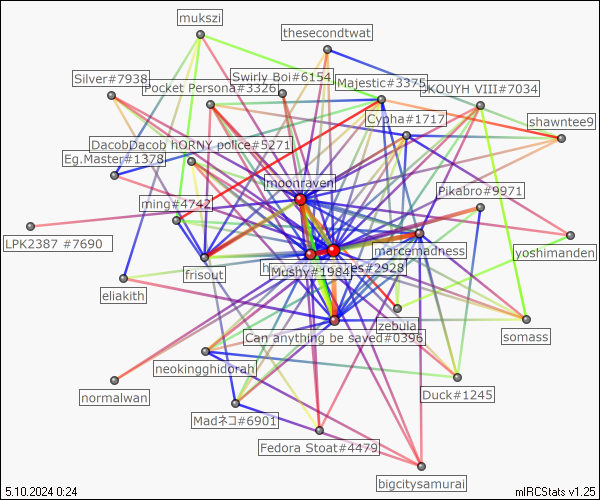 mukszi
thesecondtwat
Silver#7938
Pocket Persona#3326
Swirly Boi#6154
Majestic#3375
KOUYH VIII#7034
Cypha#1717
shawntee9
DacobDacob hORNY police#5271
Eg.Master#1378
moonraven
Pikabro#9971
ming#4742
LPK2387 #7690
marcemadness
yoshimanden
frisout
Mushy#1984
es#2928
eliakith
zebula
somass
Can anything be saved#0396
neokingghidorah
normalwan
Duck#1245
Madネコ#6901
Fedora Stoat#4479
bigcitysamurai
5.10.2024 0:24
mIRCStats v1.25